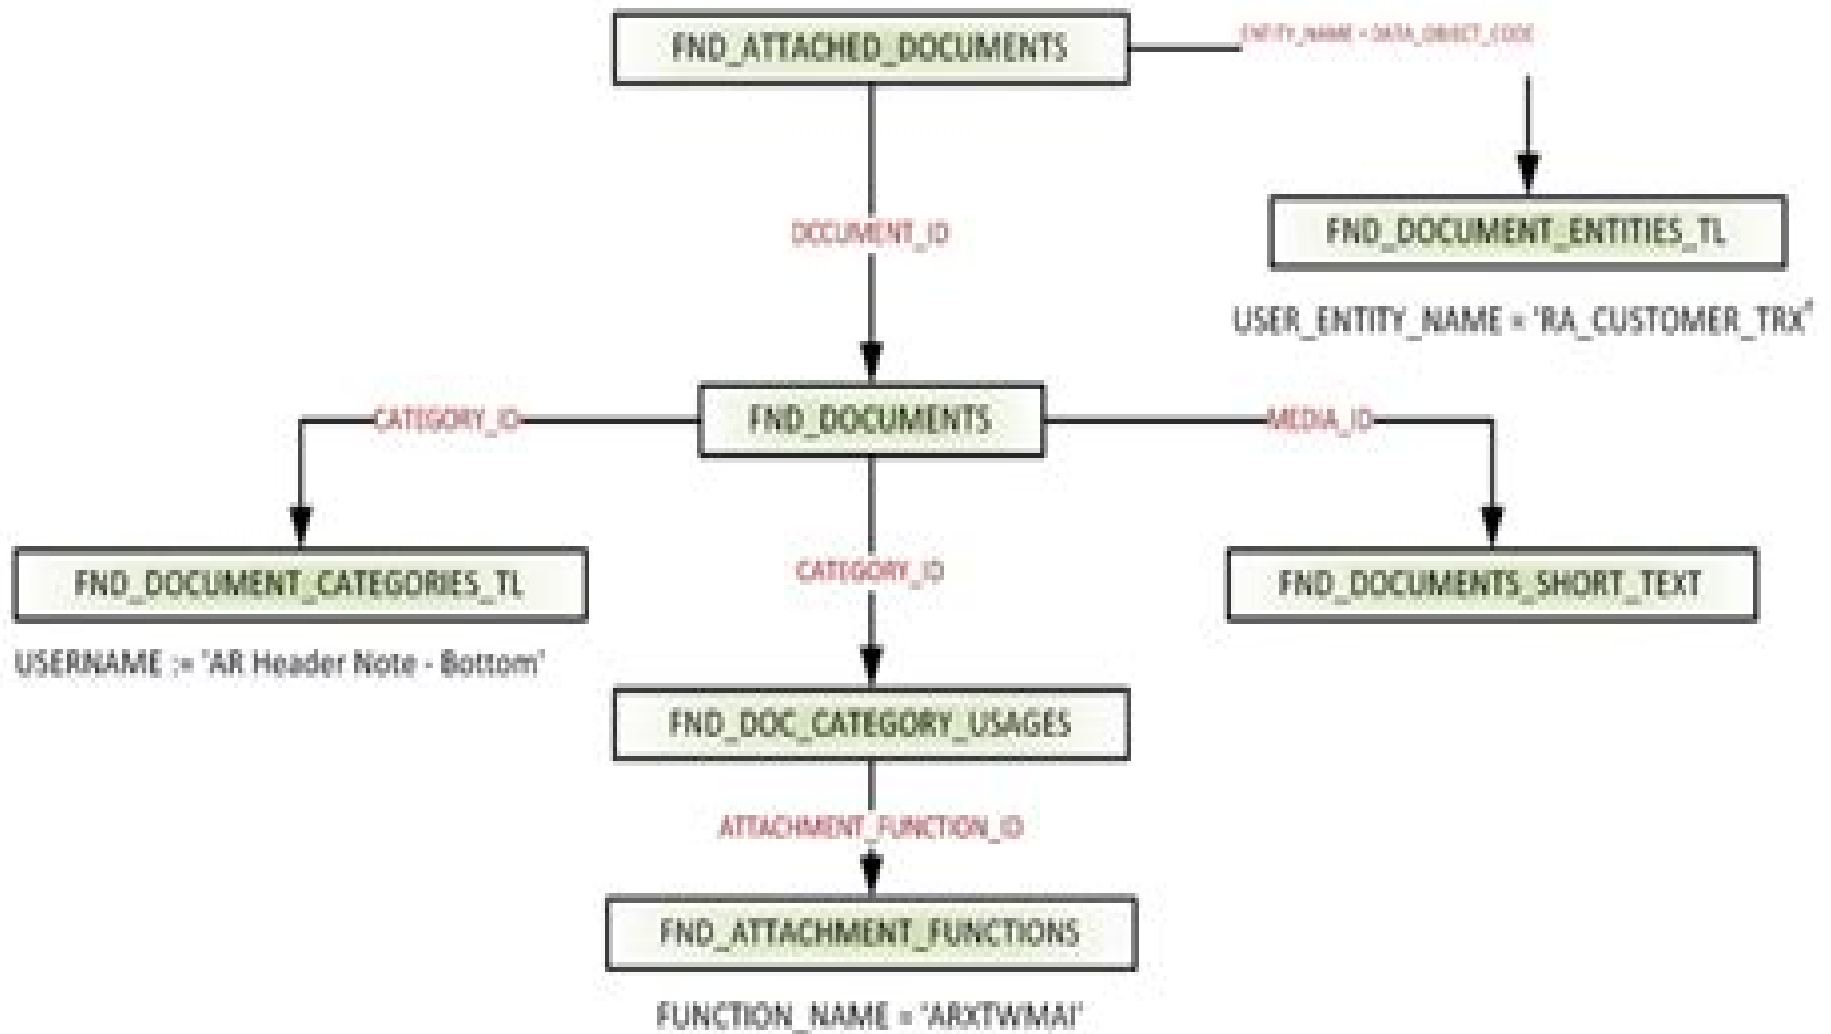 FND_ATTACHED_DOCUMENTS
ENTITY_NAME = DATA_OBJECT_CODE
DOCUMENT_ID
FND_DOCUMENT_ENTITIES_TL
USER_ENTITY_NAME = 'RA_CUSTOMER_TRX'
CATEGORY_ID
FND_DOCUMENTS
MEDIA_ID
FND_DOCUMENT_CATEGORIES_TL
CATEGORY_ID
FND_DOCUMENTS_SHORT_TEXT
USERNAME := 'AR Header Note - Bottom'
FND_DOC_CATEGORY_USAGES
ATTACHMENT_FUNCTION_ID
FND_ATTACHMENT_FUNCTIONS
FUNCTION_NAME = 'ARXTWMAI'